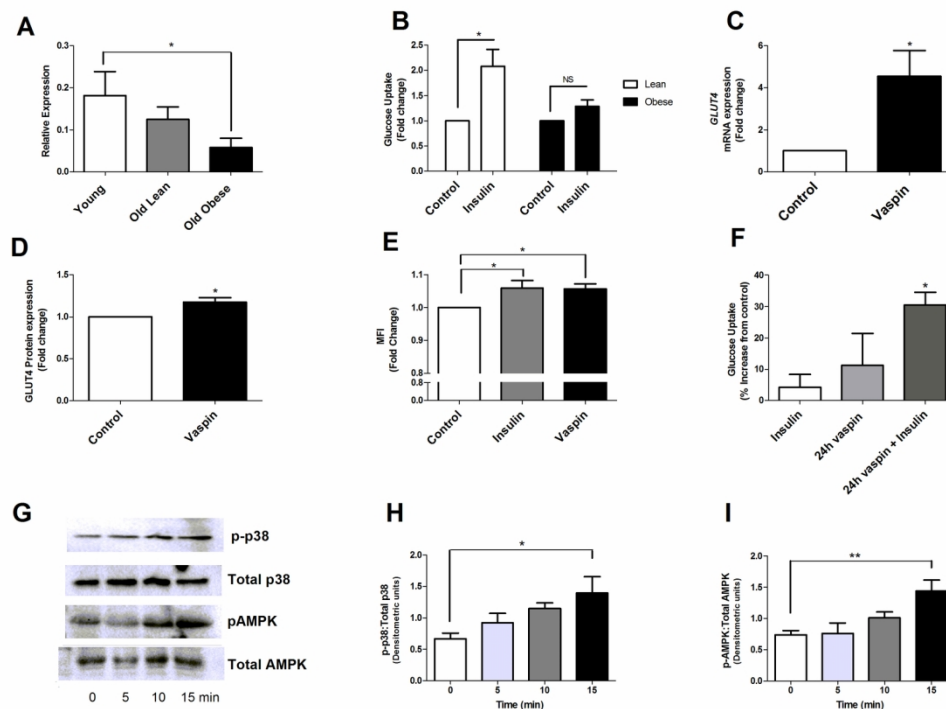 A
Relative Expression
0.3
0.2
0.1
0.0
*
Young
Old Lean
Old Obese
B
Glucose Uptake
(Fold change)
2.5
2.0
1.5
1.0
0.5
0.0
*
NS
Control
Insulin
Control
Insulin
Lean
Obese
C
GLUT4
mRNA expression
(Fold change)
6
4
2
0
*
Control
Vaspin
D
GLUT4 Protein expression
(Fold change)
1.5
1.0
0.5
0.0
*
Control
Vaspin
E
MFI
(Fold Change)
1.1
1.0
0.9
0.8
0.8
0.0
*
*
Control
Insulin
Vaspin
F
Glucose Uptake
(% Increase from control)
40
30
20
10
0
*
Insulin
24h vaspin
24h vaspin + Insulin
G
p-p38
Total p38
pAMPK
Total AMPK
0 5 10 15 min
H
p-p38:Total p38
(Densitometric units)
2.0
1.5
1.0
0.5
0.0
*
0 5 10 15
Time (min)
I
p-AMPK:Total AMPK
(Densitometric units)
2.0
1.5
1.0
0.5
0.0
**
0 5 10 15
Time (min)